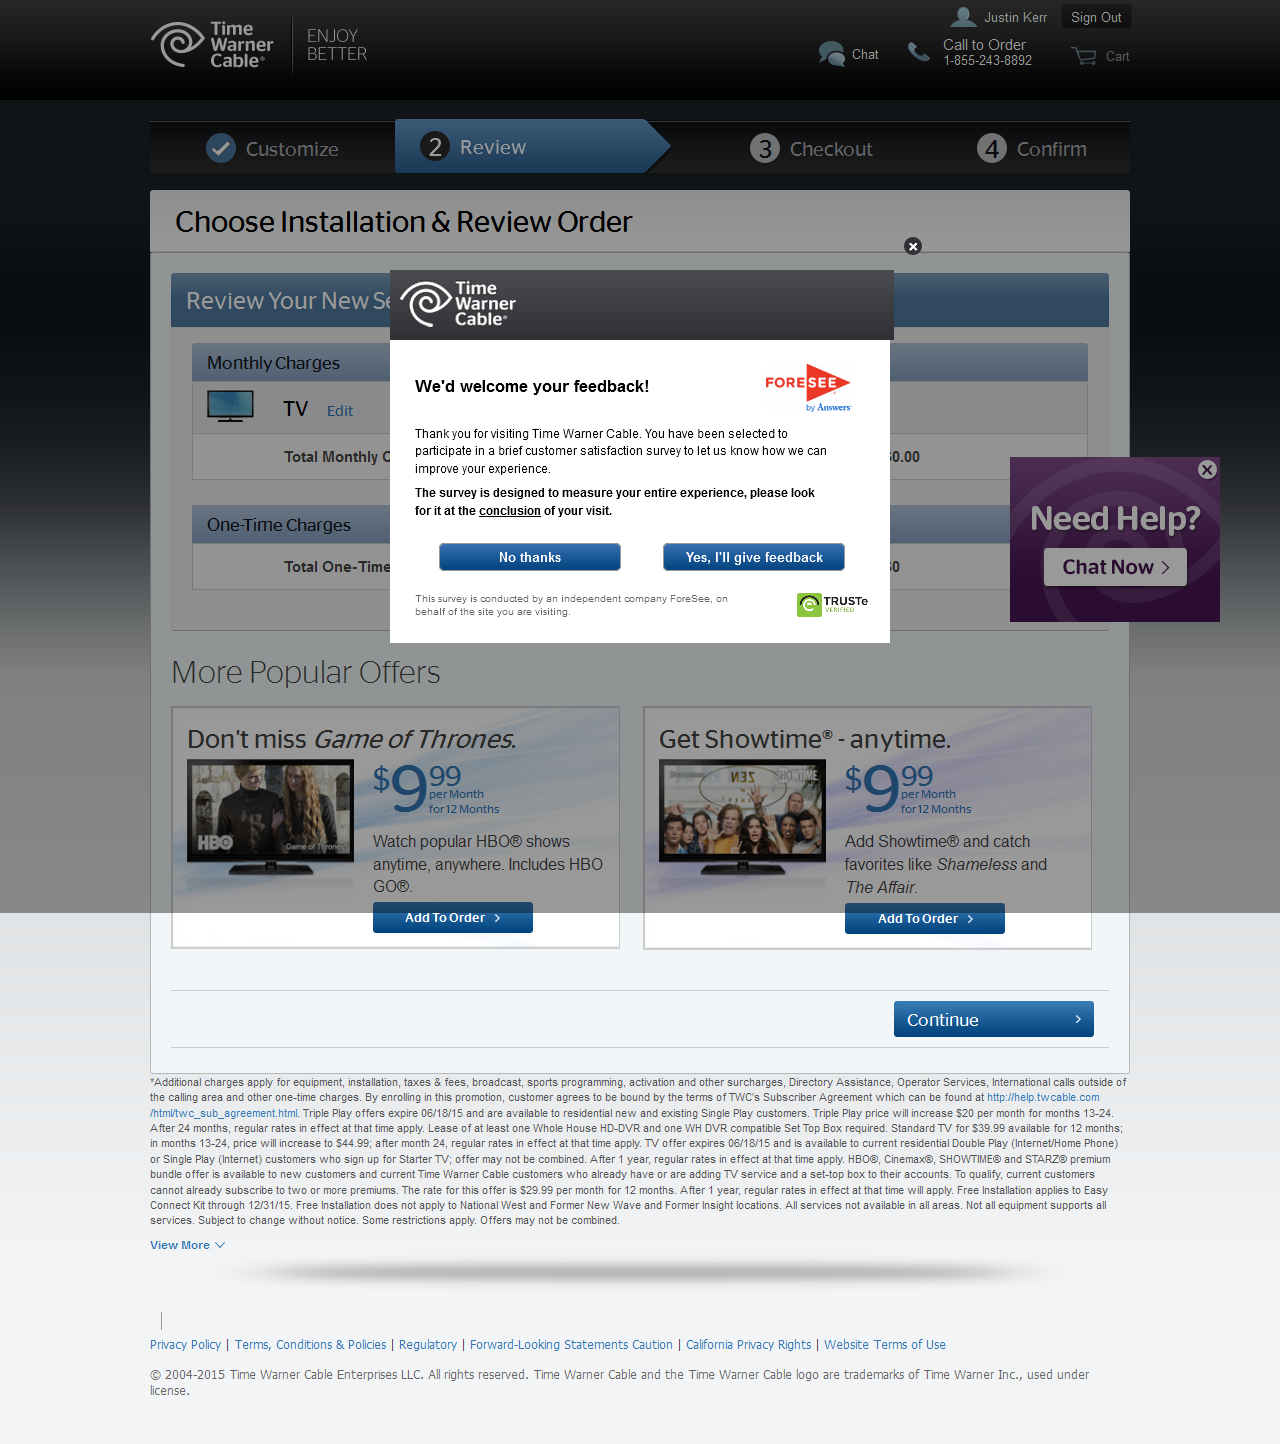 Time
Warner
Cable®
ENJOY
BETTER
Justin Kerr
Sign Out
Chat
Call to Order
1-855-243-8892
Cart
Customize
2 Review
3 Checkout
4 Confirm
Choose Installation & Review Order
Review Your New Se
Time
Warner
Cable®
Monthly Charges
TV Edit
Total Monthly C
0.00
One-Time Charges
Total One-Time
0
We'd welcome your feedback!
FORESEE
by Answers
Thank you for visiting Time Warner Cable. You have been selected to
participate in a brief customer satisfaction survey to let us know how we can
improve your experience.
The survey is designed to measure your entire experience, please look
for it at the conclusion of your visit.
No thanks
Yes, I'll give feedback
This survey is conducted by an independent company ForeSee, on
behalf of the site you are visiting.
TRUSTe
VERIFIED
Need Help?
Chat Now
More Popular Offers
Don't miss Game of Thrones.
$9.99
per Month
for 12 Months
HBO
Game of Thrones
Watch popular HBO® shows
anytime, anywhere. Includes HBO
GO®.
Add To Order
Get Showtime® - anytime.
$9.99
per Month
for 12 Months
SHOWTIME
Add Showtime® and catch
favorites like Shameless and
The Affair.
Add To Order
Continue
*Additional charges apply for equipment, installation, taxes & fees, broadcast, sports programming, activation and other surcharges, Directory Assistance, Operator Services, International calls outside of
the calling area and other one-time charges. By enrolling in this promotion, customer agrees to be bound by the terms of TWC's Subscriber Agreement which can be found at http://help.twcable.com
/html/twc_sub_agreement.html. Triple Play offers expire 06/18/15 and are available to residential new and existing Single Play customers. Triple Play price will increase $20 per month for months 13-24.
After 24 months, regular rates in effect at that time apply. Lease of at least one Whole House HD-DVR and one WH DVR compatible Set Top Box required. Standard TV for $39.99 available for 12 months;
in months 13-24, price will increase to $44.99; after month 24, regular rates in effect at that time apply. TV offer expires 06/18/15 and is available to current residential Double Play (Internet/Home Phone)
or Single Play (Internet) customers who sign up for Starter TV; offer may not be combined. After 1 year, regular rates in effect at that time apply. HBO®, Cinemax®, SHOWTIME® and STARZ® premium
bundle offer is available to new customers and current Time Warner Cable customers who already have or are adding TV service and a set-top box to their accounts. To qualify, current customers
cannot already subscribe to two or more premiums. The rate for this offer is $29.99 per month for 12 months. After 1 year, regular rates in effect at that time will apply. Free Installation applies to Easy
Connect Kit through 12/31/15. Free Installation does not apply to National West and Former New Wave and Former Insight locations. All services not available in all areas. Not all equipment supports all
services. Subject to change without notice. Some restrictions apply. Offers may not be combined.
View More
Privacy Policy | Terms, Conditions & Policies | Regulatory | Forward-Looking Statements Caution | California Privacy Rights | Website Terms of Use
© 2004-2015 Time Warner Cable Enterprises LLC. All rights reserved. Time Warner Cable and the Time Warner Cable logo are trademarks of Time Warner Inc., used under
license.